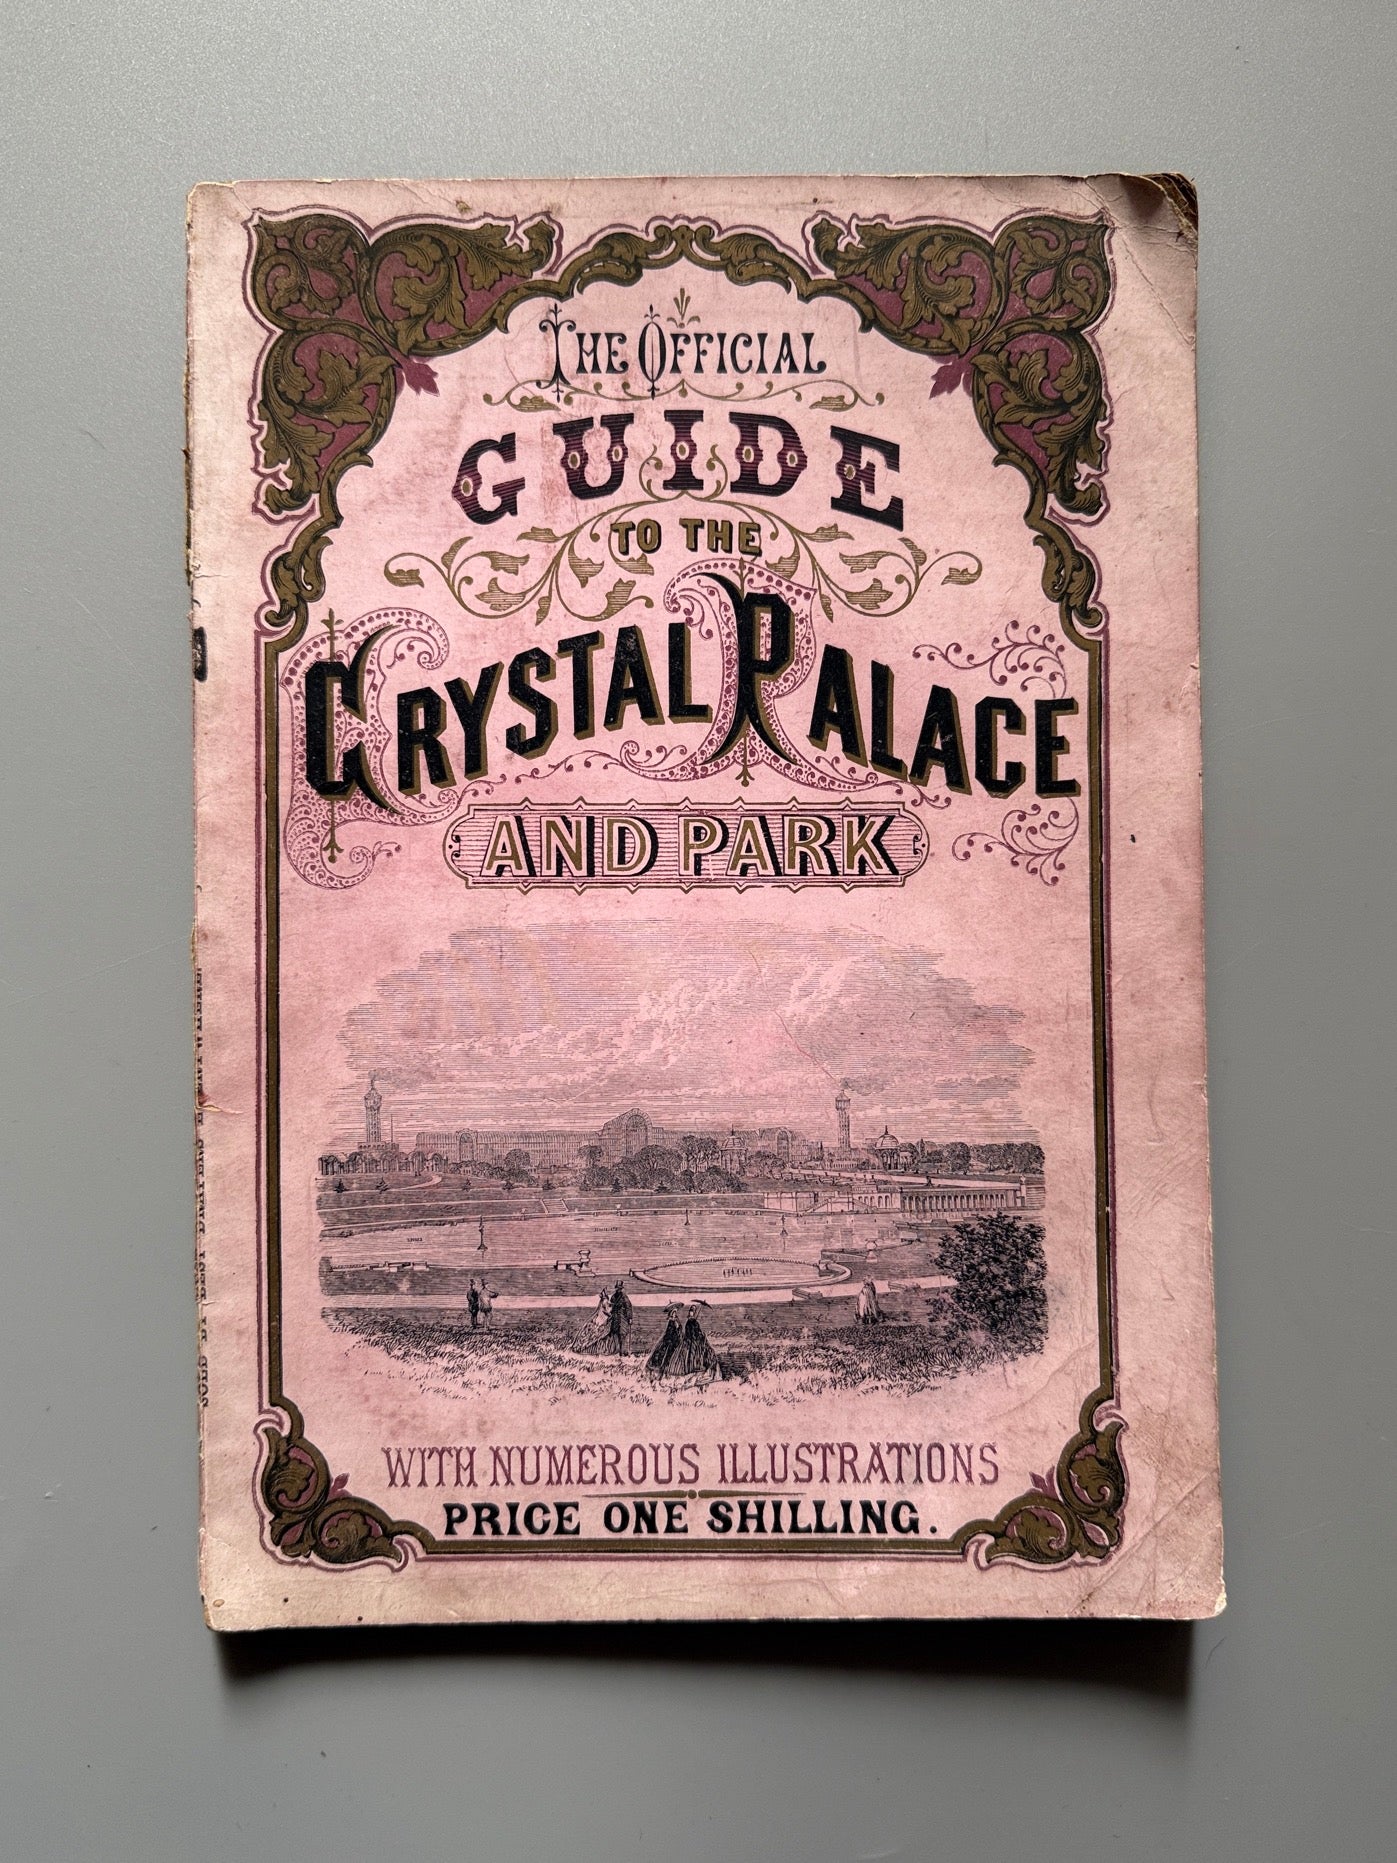 THE OFFICIAL
GUIDE
TO THE
CRYSTAL PALACE
AND PARK
WITH NUMEROUS ILLUSTRATIONS
PRICE ONE SHILLING.